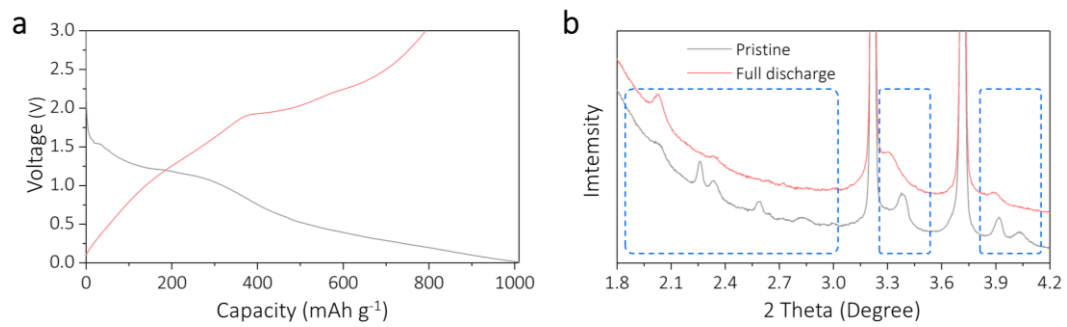 a
3.0
2.5
2.0
1.5
1.0
0.5
0.0
Voltage (V)
0 200 400 600 800 1000
Capacity (mAh g⁻¹)
b
Pristine
Full discharge
Imtemsity
1.8 2.1 2.4 2.7 3.0 3.3 3.6 3.9 4.2
2 Theta (Degree)